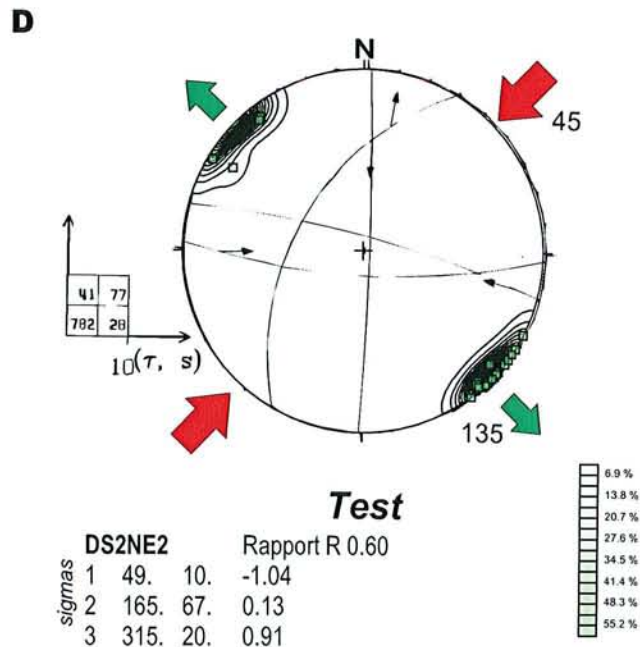 D
N
45
41 77
782 28
10(τ, s)
135
Test
DS2NE2 Rapport R 0.60
sigmas
1 49. 10. -1.04
2 165. 67. 0.13
3 315. 20. 0.91
6.9 %
13.8 %
20.7 %
27.6 %
34.5 %
41.4 %
48.3 %
55.2 %